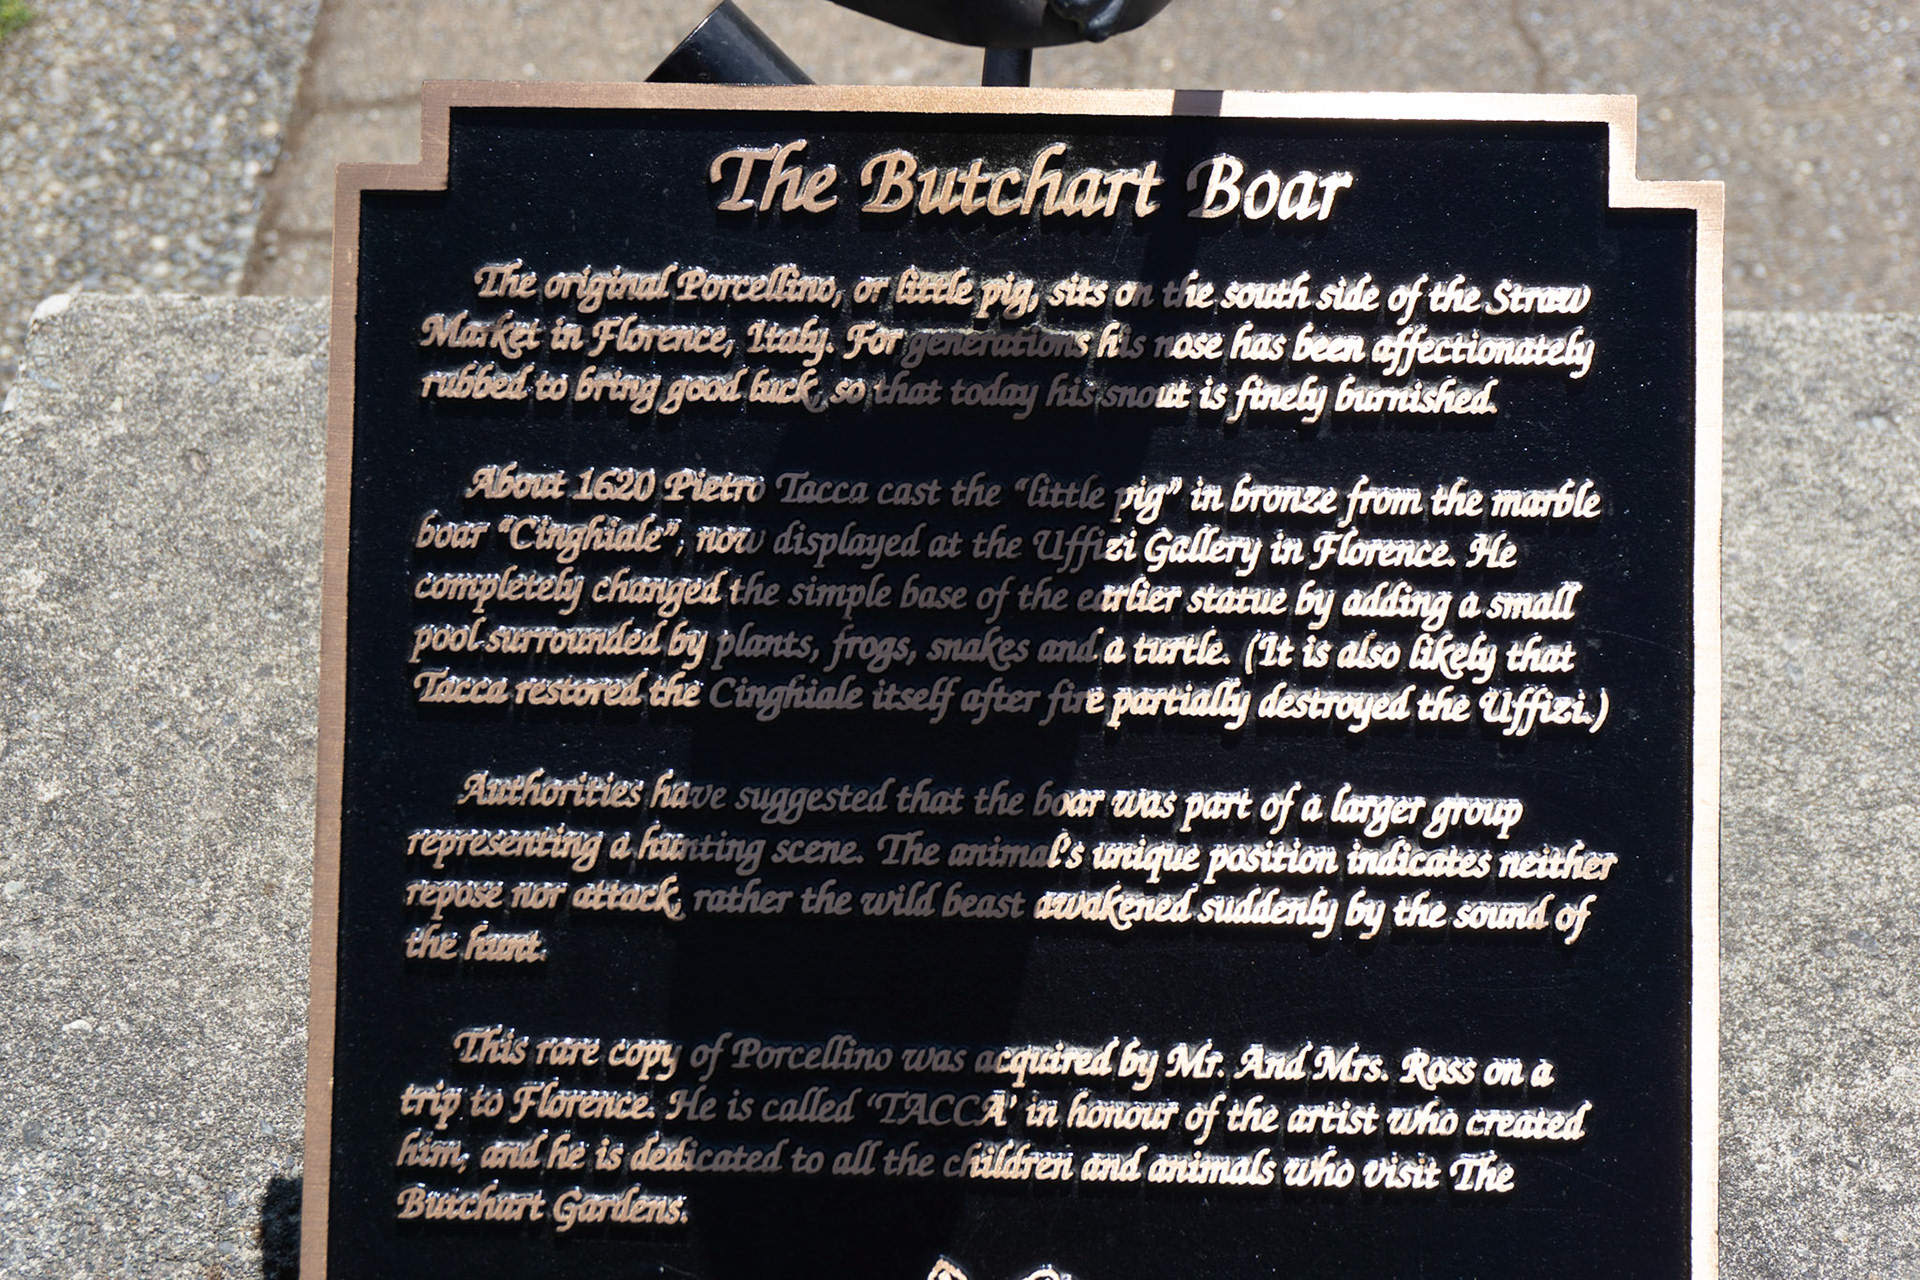 The Butchart Boar
The original Porcellino, or little pig, sits on the south side of the Straw
Market in Florence, Italy. For generations his nose has been affectionately
rubbed to bring good luck, so that today his snout is finely burnished.
About 1620 Pietro Tacca cast the “little pig” in bronze from the marble
boar “Cinghiale”, now displayed at the Uffizi Gallery in Florence. He
completely changed the simple base of the earlier statue by adding a small
pool surrounded by plants, frogs, snakes and a turtle. (It is also likely that
Tacca restored the Cinghiale itself after fire partially destroyed the Uffizi.)
Authorities have suggested that the boar was part of a larger group
representing a hunting scene. The animal's unique position indicates neither
repose nor attack, rather the wild beast awakened suddenly by the sound of
the hunt.
This rare copy of Porcellino was acquired by Mr. And Mrs. Ross on a
trip to Florence. He is called ‘TACCA’ in honour of the artist who created
him, and he is dedicated to all the children and animals who visit The
Butchart Gardens.